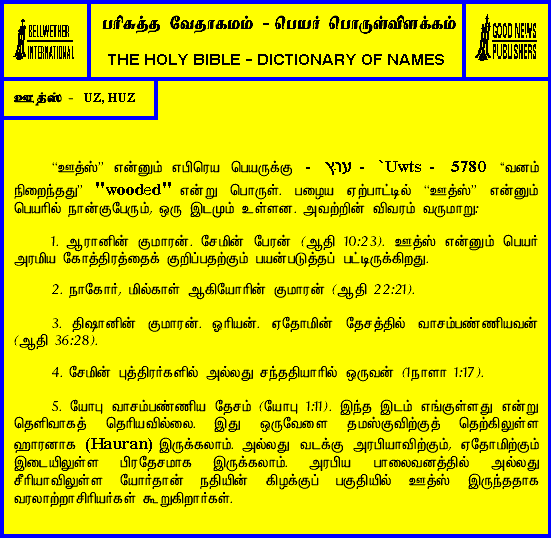 BELLWETHER
INTERNATIONAL
பரிசுத்த வேதாகமம் - பெயர் பொருள்விளக்கம்
THE HOLY BIBLE - DICTIONARY OF NAMES
GOOD NEWS
PUBLISHERS
ஊத்ஸ் - UZ, HUZ
“ஊத்ஸ்” என்னும் எபிரெய பெயருக்கு - עוץ - `Uwts - 5780 “வனம்
நிறைந்தது” "wooded" என்று பொருள். பழைய ஏற்பாட்டில் “ஊத்ஸ்” என்னும்
பெயரில் நான்குபேரும், ஒரு இடமும் உள்ளன. அவற்றின் விவரம் வருமாறு:
1. ஆராமின் குமாரன். சேமின் பேரன் (ஆதி 10:23). ஊத்ஸ் என்னும் பெயர்
அரமிய கோத்திரத்தைக் குறிப்பதற்கும் பயன்படுத்தப் பட்டிருக்கிறது.
2. நாகோர், மில்காள் ஆகியோரின் குமாரன் (ஆதி 22:21).
3. திஷானின் குமாரன். ஓரியன். ஏதோமின் தேசத்தில் வாசம்பண்ணியவன்
(ஆதி 36:28).
4. சேமின் புத்திரர்களில் அல்லது சந்ததியாரில் ஒருவன் (1நாளா 1:17).
5. யோபு வாசம்பண்ணிய தேசம் (யோபு 1:11). இந்த இடம் எங்குள்ளது என்று
தெளிவாகத் தெரியவில்லை. இது ஒருவேளை தமஸ்குவிற்குத் தெற்கிலுள்ள
ஹாரனாக (Hauran) இருக்கலாம். அல்லது வடக்கு அரபியாவிற்கும், ஏதோமிற்கும்
இடையிலுள்ள பிரதேசமாக இருக்கலாம். அரபிய பாலைவனத்தில் அல்லது
சீரியாவிலுள்ள யோர்தான் நதியின் கிழக்குப் பகுதியில் ஊத்ஸ் இருந்ததாக
வரலாற்றாசிரியர்கள் கூறுகிறார்கள்.